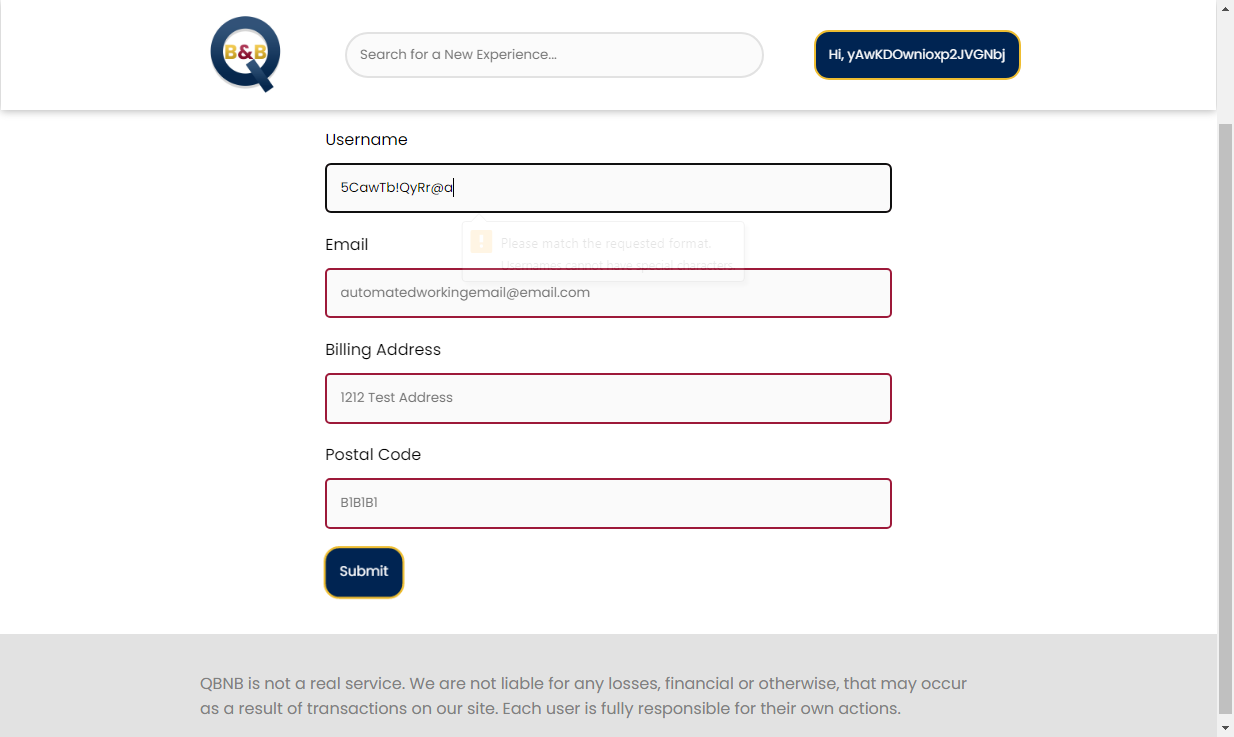 B&B
Search for a New Experience...
Hi, yAwKDOwnioxp2JVGNbj
Username
5CawTb!QyRr@a
Please match the requested format.
Usernames cannot have special characters.
Email
automatedworkingemail@email.com
Billing Address
1212 Test Address
Postal Code
B1B1B1
Submit
QBNB is not a real service. We are not liable for any losses, financial or otherwise, that may occur
as a result of transactions on our site. Each user is fully responsible for their own actions.